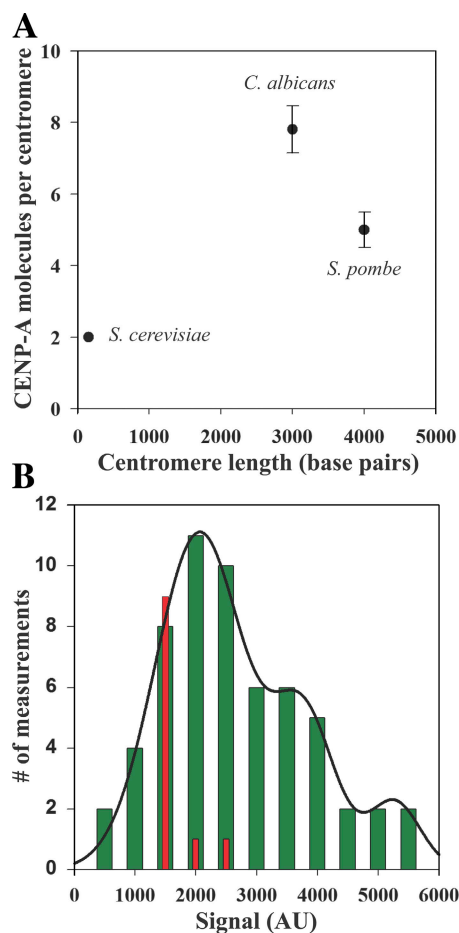 A
CENP-A molecules per centromere
10
8
6
4
2
0
C. albicans
S. pombe
S. cerevisiae
0 1000 2000 3000 4000 5000
Centromere length (base pairs)
B
# of measurements
12
10
8
6
4
2
0
0 1000 2000 3000 4000 5000 6000
Signal (AU)